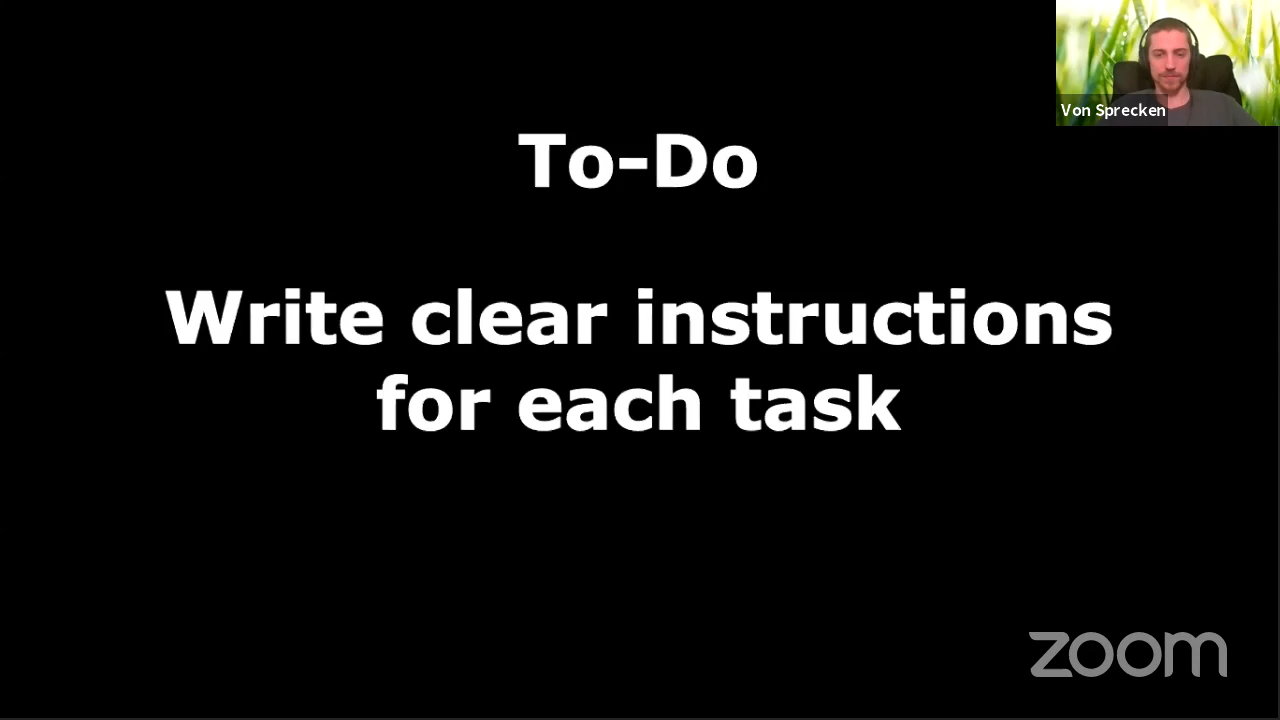 Von Sprecken
To-Do
Write clear instructions
for each task
zoom